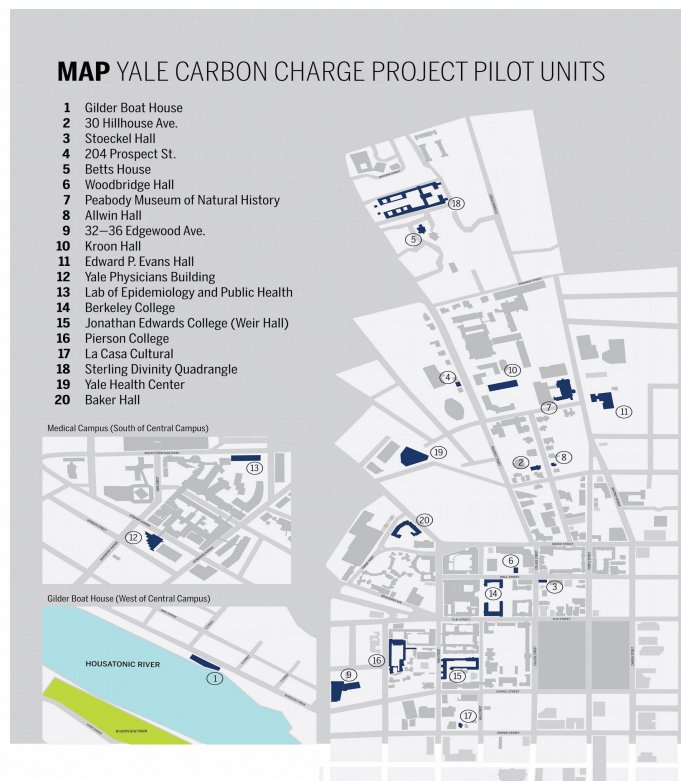 MAP YALE CARBON CHARGE PROJECT PILOT UNITS
1 Gilder Boat House
2 30 Hillhouse Ave.
3 Stoeckel Hall
4 204 Prospect St.
5 Betts House
6 Woodbridge Hall
7 Peabody Museum of Natural History
8 Allwin Hall
9 32–36 Edgewood Ave.
10 Kroon Hall
11 Edward P. Evans Hall
12 Yale Physicians Building
13 Lab of Epidemiology and Public Health
14 Berkeley College
15 Jonathan Edwards College (Weir Hall)
16 Pierson College
17 La Casa Cultural
18 Sterling Divinity Quadrangle
19 Yale Health Center
20 Baker Hall
18
5
10
4
7
11
19
2
8
20
6
3
14
ELM STREET
16
15
9
CHAPEL STREET
17
Medical Campus (South of Central Campus)
13
12
Gilder Boat House (West of Central Campus)
HOUSATONIC RIVER
1
RIVERVIEW PARK